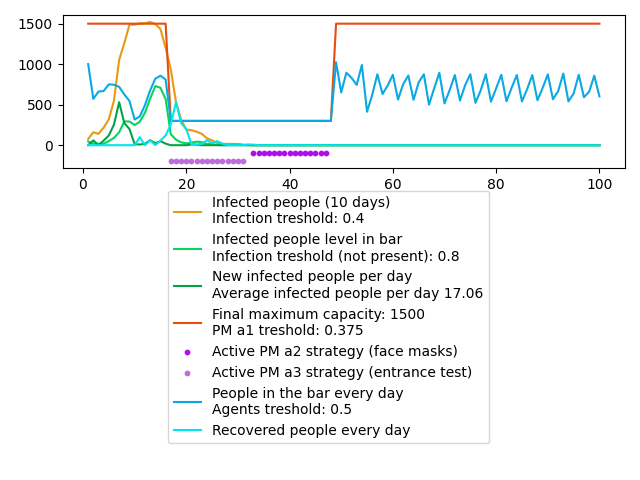 1500
1000
500
0
0 20 40 60 80 100
Infected people (10 days)
Infection treshold: 0.4
Infected people level in bar
Infection treshold (not present): 0.8
New infected people per day
Average infected people per day 17.06
Final maximum capacity: 1500
PM a1 treshold: 0.375
Active PM a2 strategy (face masks)
Active PM a3 strategy (entrance test)
People in the bar every day
Agents treshold: 0.5
Recovered people every day